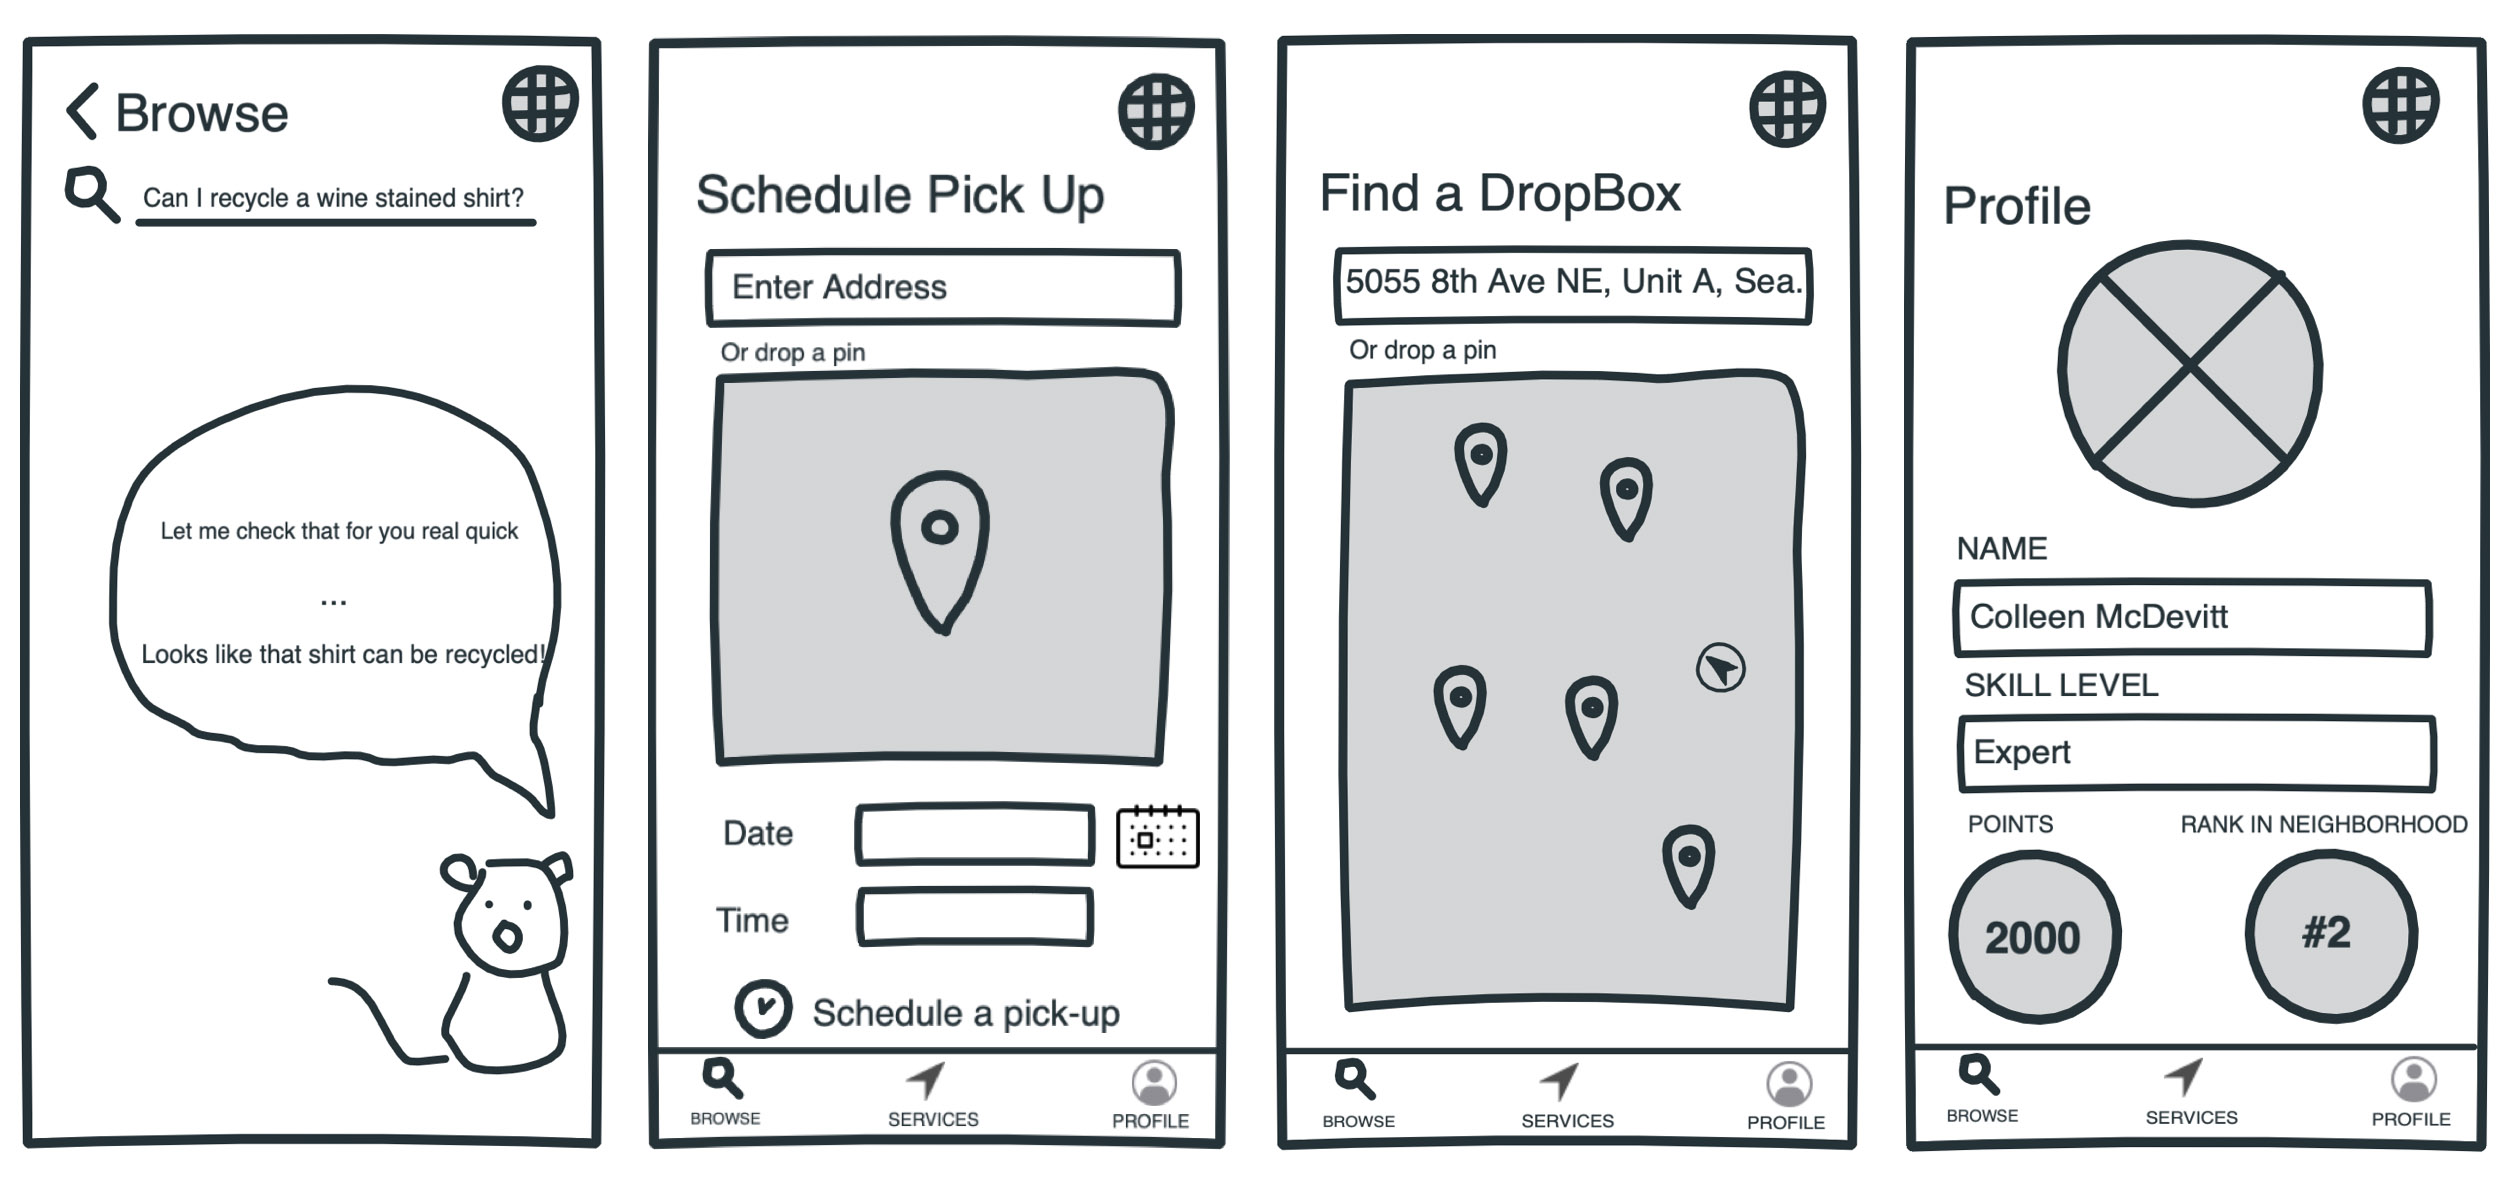 Browse
Can I recycle a wine stained shirt?
Let me check that for you real quick
...
Looks like that shirt can be recycled!
Schedule Pick Up
Enter Address
Or drop a pin
Date
Time
Schedule a pick-up
BROWSE
SERVICES
PROFILE
Find a DropBox
5055 8th Ave NE, Unit A, Sea.
Or drop a pin
BROWSE
SERVICES
PROFILE
Profile
NAME
Colleen McDevitt
SKILL LEVEL
Expert
POINTS
RANK IN NEIGHBORHOOD
2000
#2
BROWSE
SERVICES
PROFILE